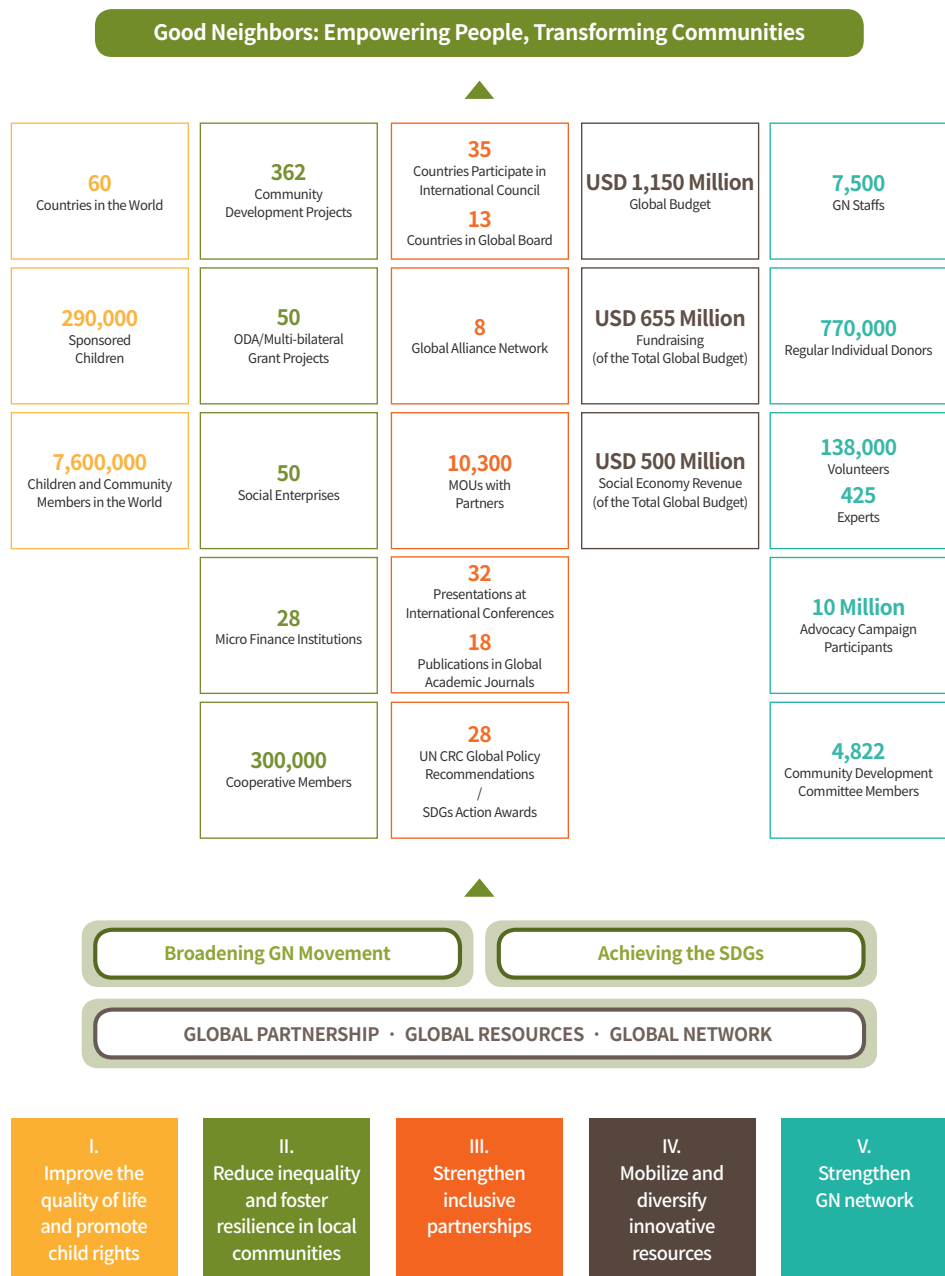 Good Neighbors: Empowering People, Transforming Communities
60
Countries in the World
290,000
Sponsored
Children
7,600,000
Children and Community
Members in the World
362
Community
Development Projects
50
ODA/Multi-bilateral
Grant Projects
50
Social Enterprises
28
Micro Finance Institutions
300,000
Cooperative Members
35
Countries Participate in
International Council
13
Countries in Global Board
8
Global Alliance Network
10,300
MOUs with
Partners
32
Presentations at
International Conferences
18
Publications in Global
Academic Journals
28
UN CRC Global Policy
Recommendations
/
SDGs Action Awards
USD 1,150 Million
Global Budget
USD 655 Million
Fundraising
(of the Total Global Budget)
USD 500 Million
Social Economy Revenue
(of the Total Global Budget)
7,500
GN Staffs
770,000
Regular Individual Donors
138,000
Volunteers
425
Experts
10 Million
Advocacy Campaign
Participants
4,822
Community Development
Committee Members
Broadening GN Movement
Achieving the SDGs
GLOBAL PARTNERSHIP · GLOBAL RESOURCES · GLOBAL NETWORK
I.
Improve the
quality of life
and promote
child rights
II.
Reduce inequality
and foster
resilience in local
communities
III.
Strengthen
inclusive
partnerships
IV.
Mobilize and
diversify
innovative
resources
V.
Strengthen
GN network